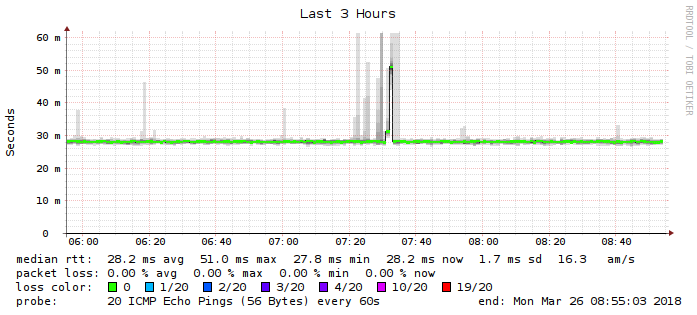 Last 3 Hours
RRDTOOL / TOBI OETIKER
Seconds
60 m
50 m
40 m
30 m
20 m
10 m
0
06:00 06:20 06:40 07:00 07:20 07:40 08:00 08:20 08:40
median rtt: 28.2 ms avg 51.0 ms max 27.8 ms min 28.2 ms now 1.7 ms sd 16.3 am/s
packet loss: 0.00 % avg 0.00 % max 0.00 % min 0.00 % now
loss color: 0 1/20 2/20 3/20 4/20 10/20 19/20
probe: 20 ICMP Echo Pings (56 Bytes) every 60s end: Mon Mar 26 08:55:03 2018